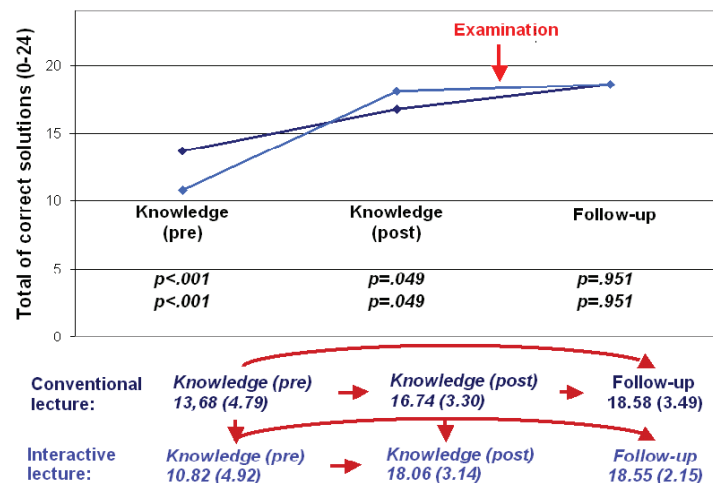 Examination
Total of correct solutions (0-24)
20
15
10
5
0
Knowledge (pre)
Knowledge (post)
Follow-up
p<.001
p=.049
p=.951
p<.001
p=.049
p=.951
Conventional lecture:
Knowledge (pre)
13,68 (4.79)
Knowledge (post)
16.74 (3.30)
Follow-up
18.58 (3.49)
Interactive lecture:
Knowledge (pre)
10.82 (4.92)
Knowledge (post)
18.06 (3.14)
Follow-up
18.55 (2.15)